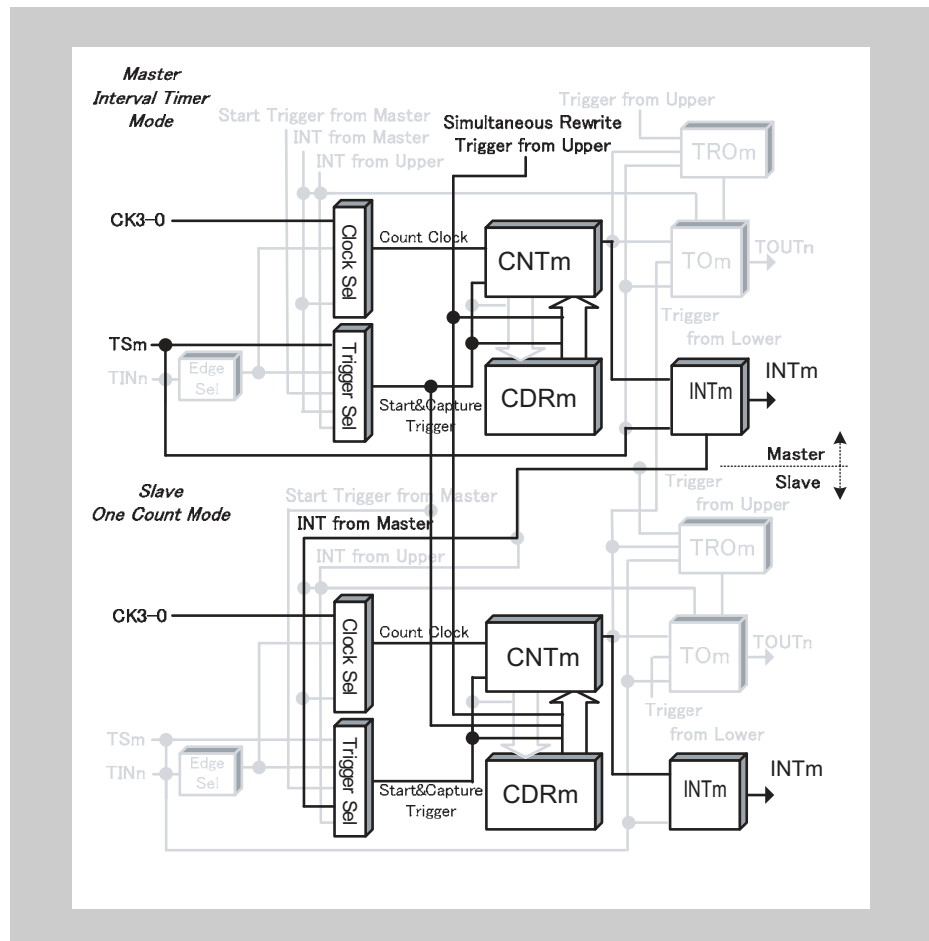 Master
Interval Timer
Mode
Trigger from Upper
Start Trigger from Master
INT from Master
INT from Upper
Simultaneous Rewrite
Trigger from Upper
TROm
CK3-0
Clock Sel
Count Clock
CNTm
TOm
TOUTn
Trigger
from Lower
TSm
TINn
Edge
Sel
Trigger Sel
Start&Capture
Trigger
CDRm
INTm
INTm
Master
Slave
Slave
One Count Mode
Start Trigger from Master
INT from Master
INT from Upper
Trigger
from Upper
TROm
CK3-0
Clock Sel
Count Clock
CNTm
TOm
TOUTn
Trigger
from Lower
TSm
TINn
Edge
Sel
Trigger Sel
Start&Capture
Trigger
CDRm
INTm
INTm